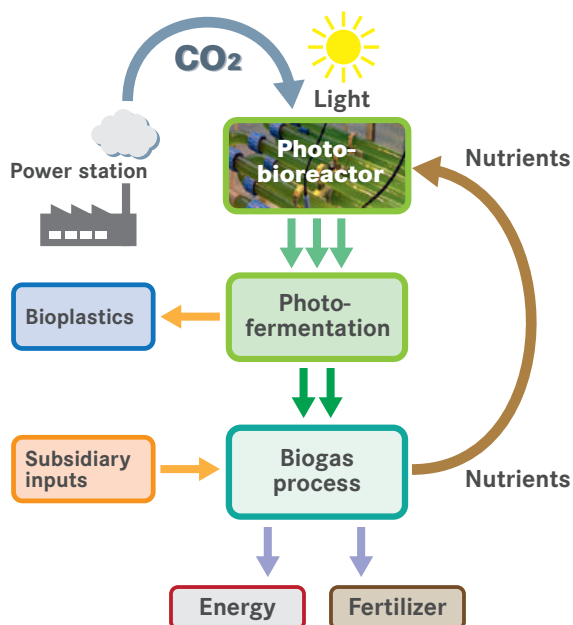 CO₂
Light
Power station
Photo-
bioreactor
Nutrients
Bioplastics
Photo-
fermentation
Subsidiary
inputs
Biogas
process
Nutrients
Energy
Fertilizer